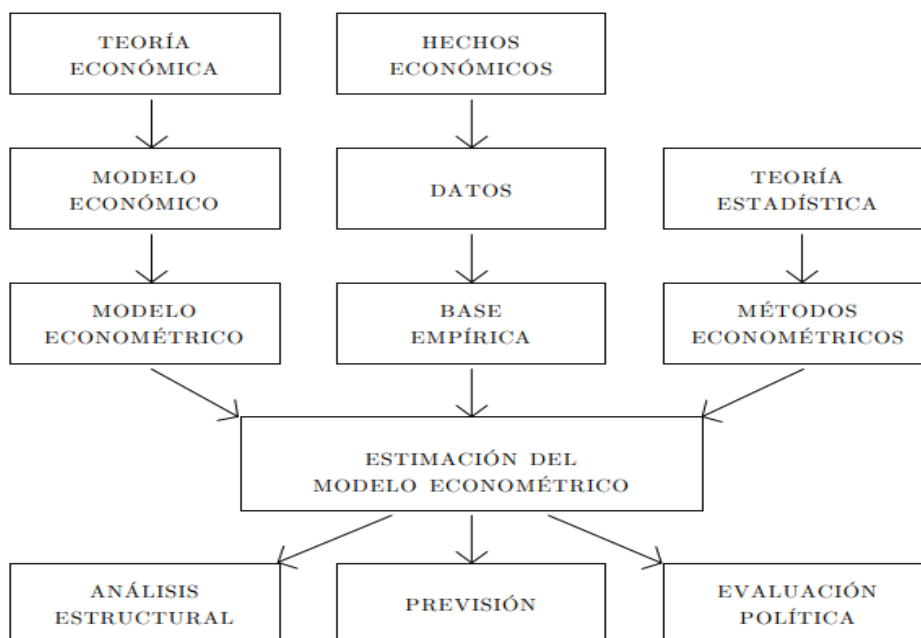 TEORÍA
ECONÓMICA
HECHOS
ECONÓMICOS
MODELO
ECONÓMICO
DATOS
TEORÍA
ESTADÍSTICA
MODELO
ECONOMÉTRICO
BASE
EMPÍRICA
MÉTODOS
ECONOMÉTRICOS
ESTIMACIÓN DEL
MODELO ECONOMÉTRICO
ANÁLISIS
ESTRUCTURAL
PREVISIÓN
EVALUACIÓN
POLÍTICA